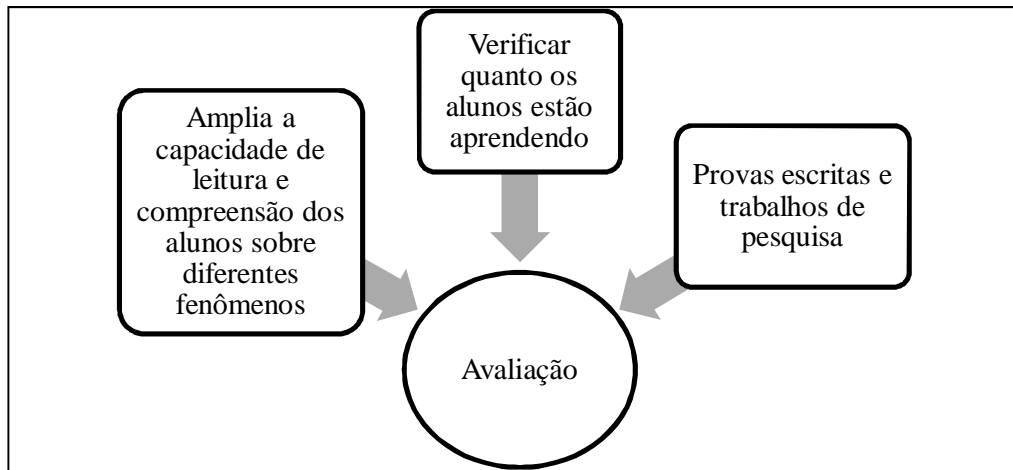 Amplia a
capacidade de
leitura e
compreensão dos
alunos sobre
diferentes
fenômenos
Verificar
quanto os
alunos estão
aprendendo
Provas escritas e
trabalhos de
pesquisa
Avaliação